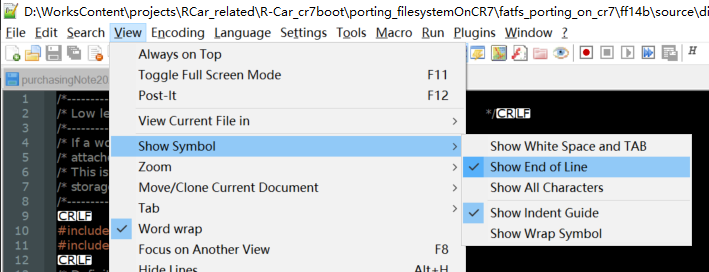 D:\WorksContent\projects\RCar_related\R-Car_cr7boot\porting_filesystemOnCR7\fatfs_porting_on_cr7\ff14b\source\di
File Edit Search View Encoding Language Settings Tools Macro Run Plugins Window ?
purchasingNote20
Always on Top
Toggle Full Screen Mode F11
Post-It F12
View Current File in
Show Symbol
Zoom
Move/Clone Current Document
Tab
Word wrap
Focus on Another View F8
Hide Lines Alt+H
Show White Space and TAB
Show End of Line
Show All Characters
Show Indent Guide
Show Wrap Symbol
1 /*---------
2 /* Low le */CRLF
3 /*---------
4 /* If a wo
5 /* attache
6 /* This is
7 /* storage
8 /*---------
9 CRLF
10 #include
11 #include
12 CRLF